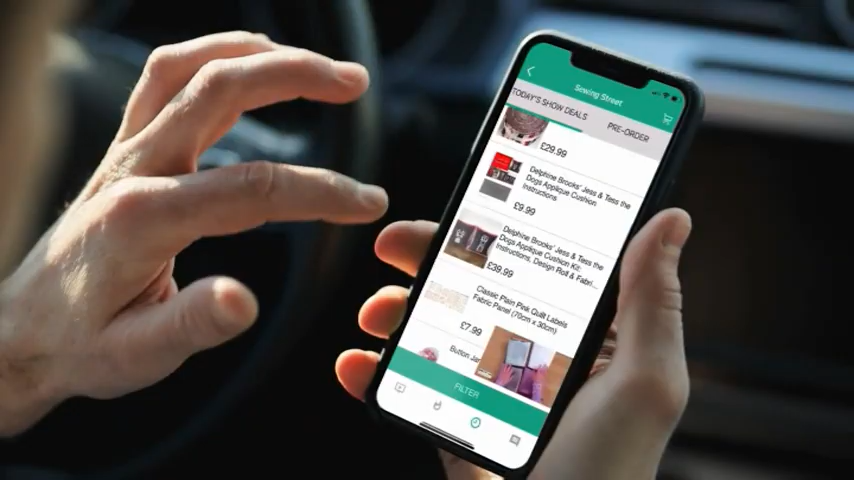 Sewing Street
TODAY'S SHOW DEALS
PRE-ORDER
£29.99
Delphine Brooks' Jess & Tess the
Dogs Applique Cushion
Instructions
£9.99
Delphine Brooks' Jess & Tess the
Dogs Applique Cushion Kit:
Instructions, Design Roll & Fabri...
£39.99
Classic Plain Pink Quilt Labels
Fabric Panel (70cm x 30cm)
£7.99
Button Jar
FILTER